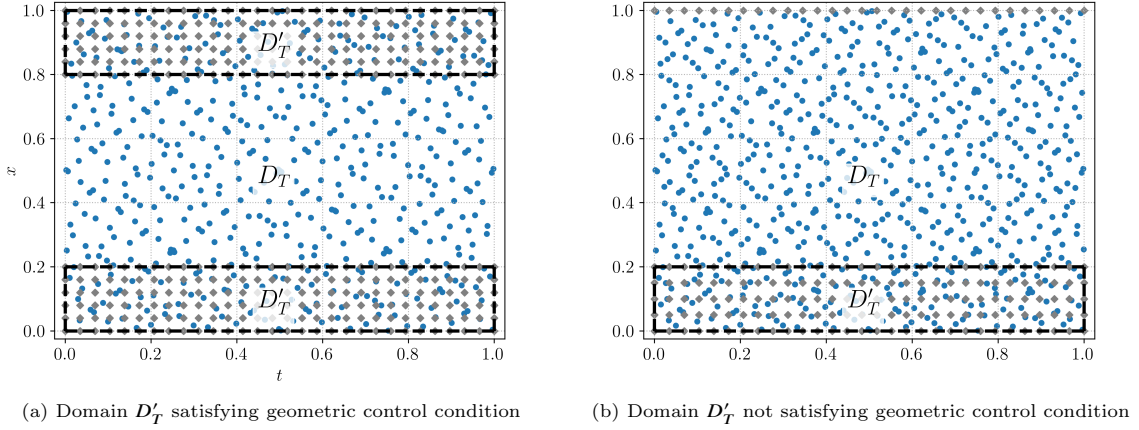 1.0
0.8
0.6
0.4
0.2
0.0
x
0.0 0.2 0.4 0.6 0.8 1.0
t
D′_T
D_T
D′_T
1.0
0.8
0.6
0.4
0.2
0.0
0.0 0.2 0.4 0.6 0.8 1.0
D_T
D′_T
(a) Domain D′_T satisfying geometric control condition
(b) Domain D′_T not satisfying geometric control condition